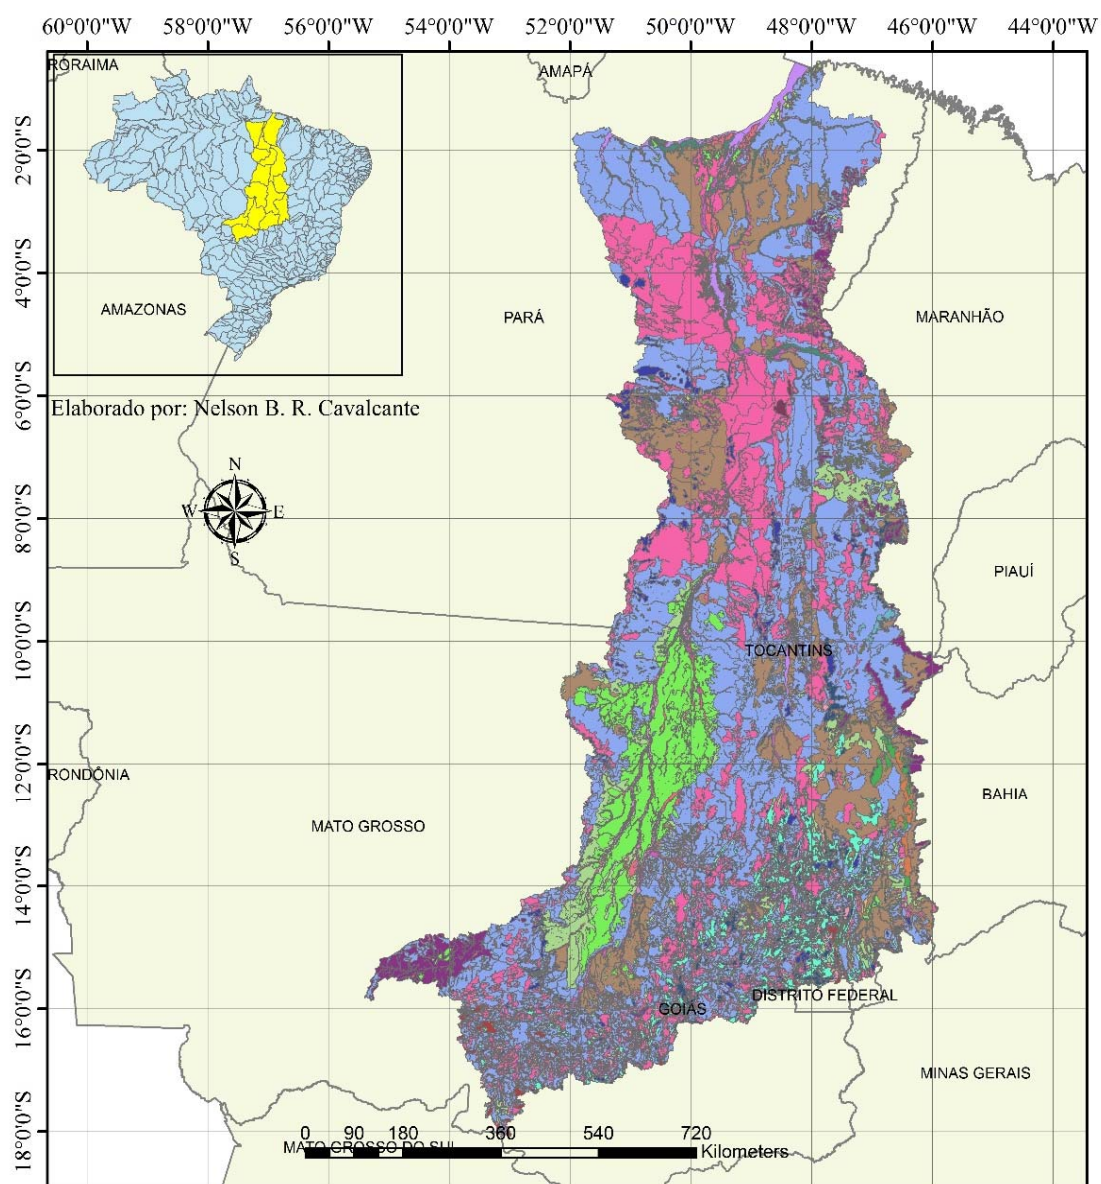 60°0'0"W 58°0'0"W 56°0'0"W 54°0'0"W 52°0'0"W 50°0'0"W 48°0'0"W 46°0'0"W 44°0'0"W
RORAIMA
AMAPÁ
2°0'0"S
4°0'0"S
AMAZONAS
PARÁ
MARANHÃO
6°0'0"S
Elaborado por: Nelson B. R. Cavalcante
N
W E
S
8°0'0"S
PIAUÍ
10°0'0"S
TOCANTINS
12°0'0"S
RONDÔNIA
BAHIA
MATO GROSSO
14°0'0"S
DISTRITO FEDERAL
16°0'0"S
GOIÁS
MINAS GERAIS
18°0'0"S
0 90 180 360 540 720
MATO GROSSO DO SUL
Kilometers